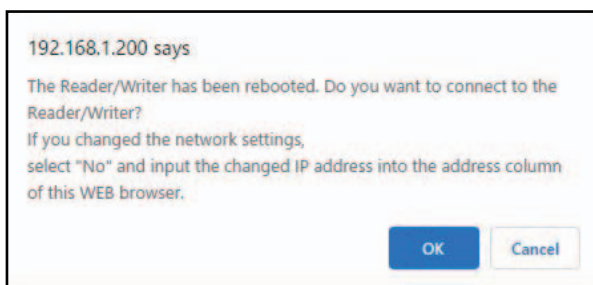 192.168.1.200 says
The Reader/Writer has been rebooted. Do you want to connect to the
Reader/Writer?
If you changed the network settings,
select "No" and input the changed IP address into the address column
of this WEB browser.
OK Cancel